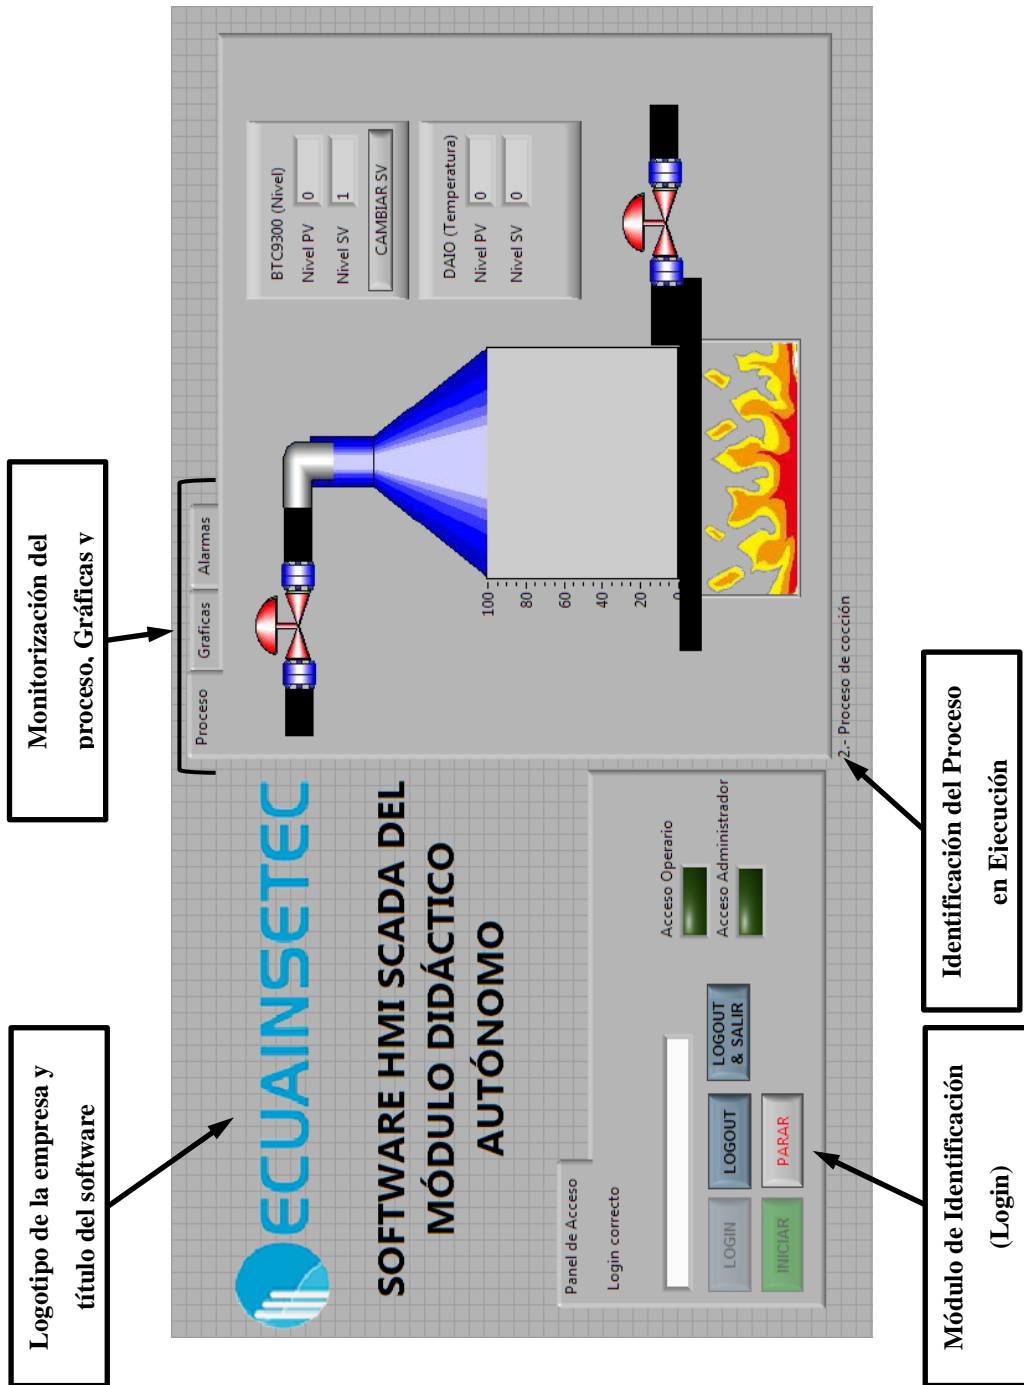 Logotipo de la empresa y
título del software
Monitorización del
proceso, Gráficas y
ECUAINSETEC
SOFTWARE HMI SCADA DEL
MÓDULO DIDÁCTICO
AUTÓNOMO
Panel de Acceso
Login correcto
LOGIN
LOGOUT
LOGOUT
& SALIR
INICIAR
PARAR
Acceso Operario
Acceso Administrador
Proceso
Graficas
Alarmas
BTC9300 (Nivel)
Nivel PV
0
Nivel SV
1
CAMBIAR SV
DAIO (Temperatura)
Nivel PV
0
Nivel SV
0
100
80
60
40
20
0
2.- Proceso de cocción
Módulo de Identificación
(Login)
Identificación del Proceso
en Ejecución